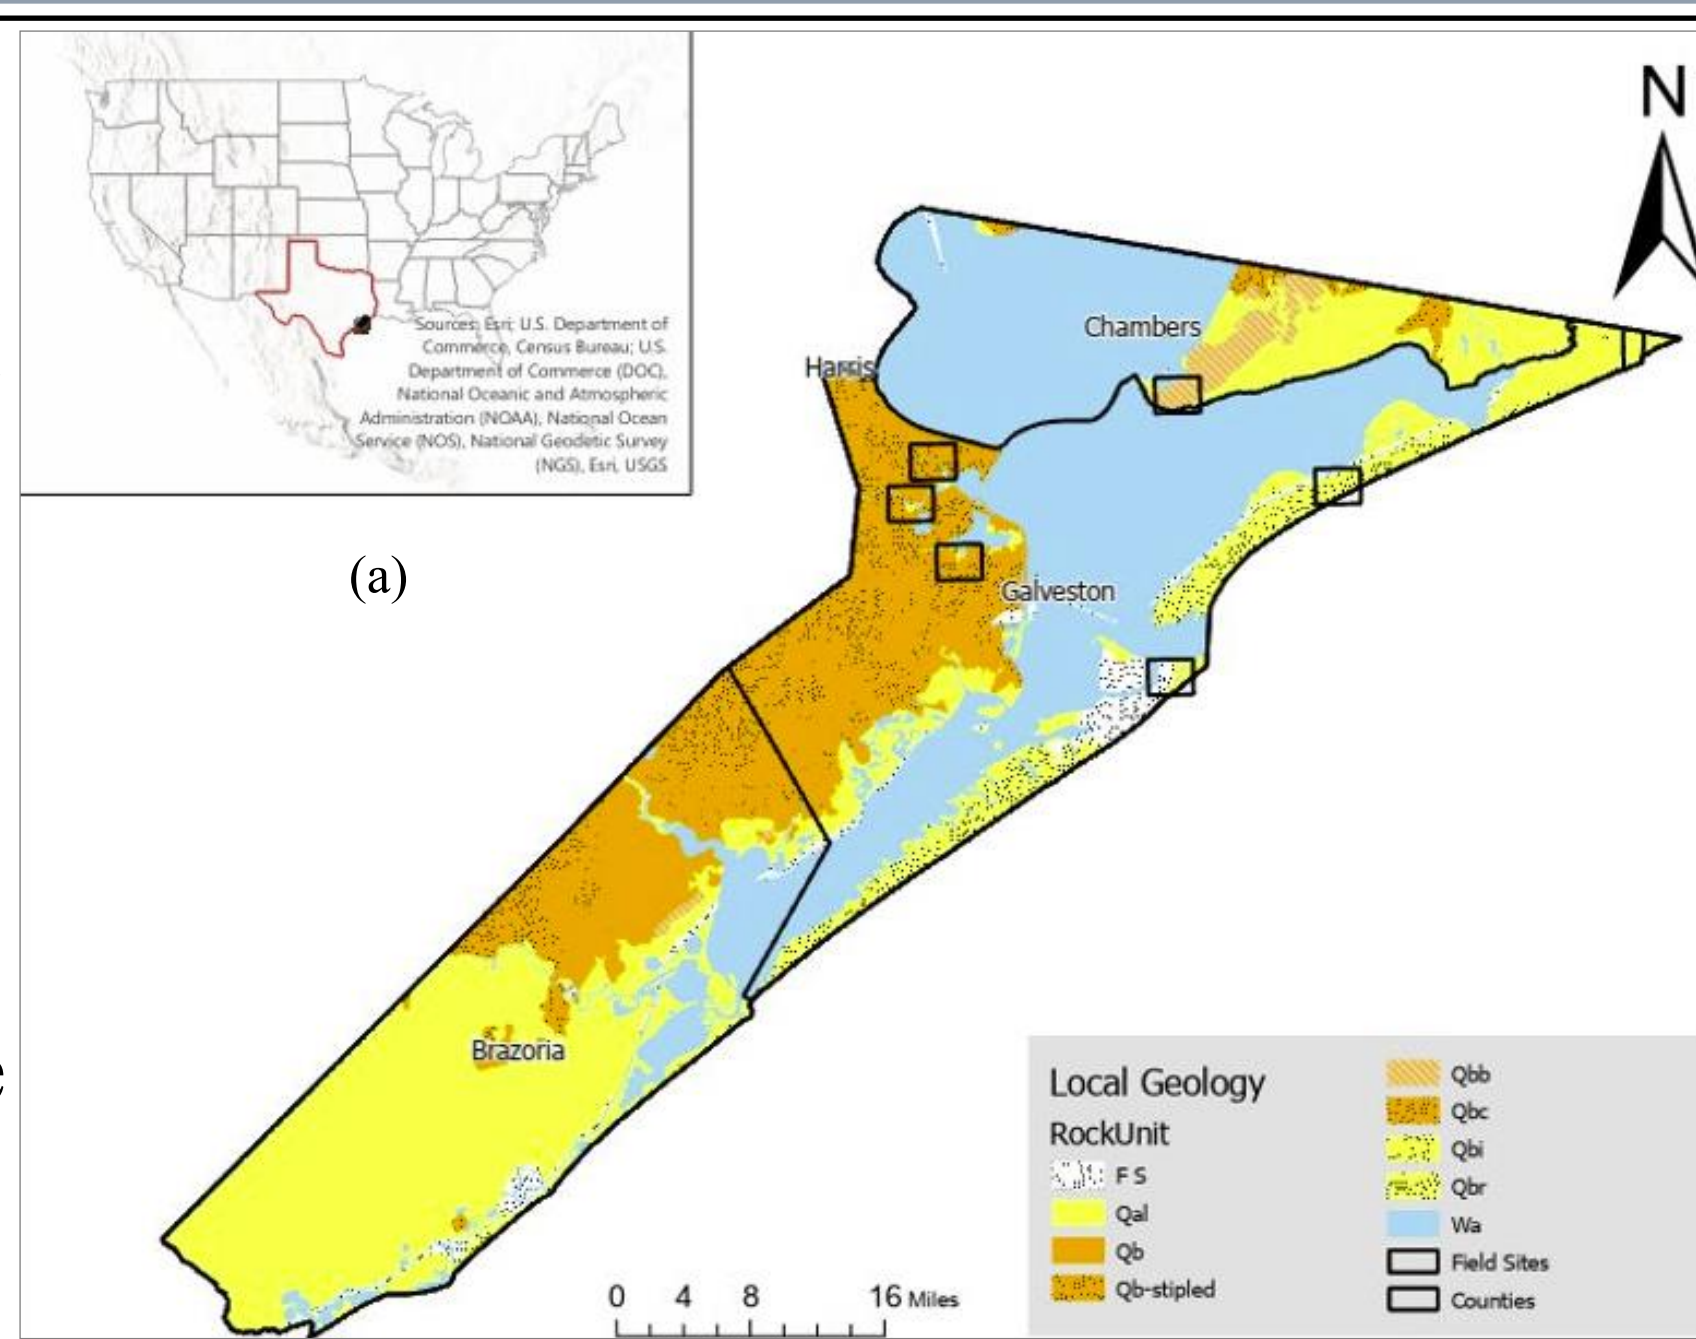 Sources: Esri; U.S. Department of
Commerce, Census Bureau; U.S.
Department of Commerce (DOC),
National Oceanic and Atmospheric
Administration (NOAA), National Ocean
Service (NOS), National Geodetic Survey
(NGS), Esri, USGS
N
Chambers
Harris
(a)
Galveston
Brazoria
Local Geology
RockUnit
F S
Qal
Qb
Qb-stipled
Qbb
Qbc
Qbi
Qbr
Wa
Field Sites
Counties
0 4 8 16 Miles